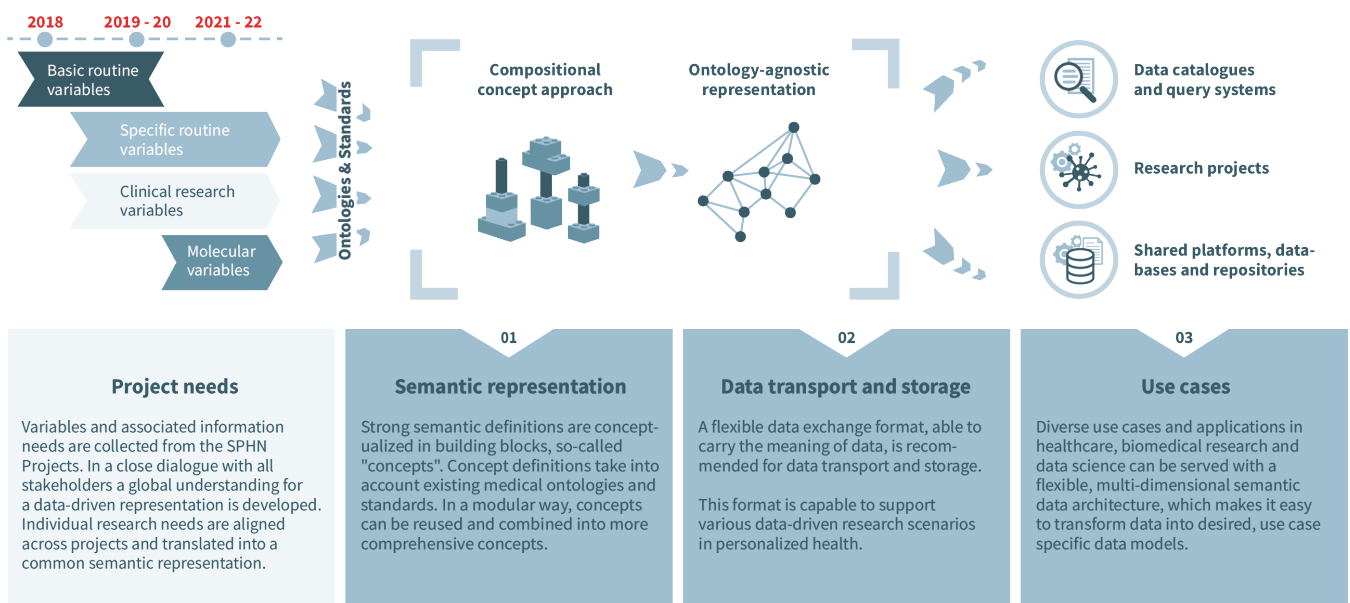 2018
2019 - 20
2021 - 22
Basic routine
variables
Specific routine
variables
Clinical research
variables
Molecular
variables
Ontologies & Standards
Compositional
concept approach
Ontology-agnostic
representation
Data catalogues
and query systems
Research projects
Shared platforms, data-
bases and repositories
Project needs
Variables and associated information
needs are collected from the SPHN
Projects. In a close dialogue with all
stakeholders a global understanding for
a data-driven representation is developed.
Individual research needs are aligned
across projects and translated into a
common semantic representation.
01
Semantic representation
Strong semantic definitions are concept-
ualized in building blocks, so-called
"concepts". Concept definitions take into
account existing medical ontologies and
standards. In a modular way, concepts
can be reused and combined into more
comprehensive concepts.
02
Data transport and storage
A flexible data exchange format, able to
carry the meaning of data, is recom-
mended for data transport and storage.
This format is capable to support
various data-driven research scenarios
in personalized health.
03
Use cases
Diverse use cases and applications in
healthcare, biomedical research and
data science can be served with a
flexible, multi-dimensional semantic
data architecture, which makes it easy
to transform data into desired, use case
specific data models.